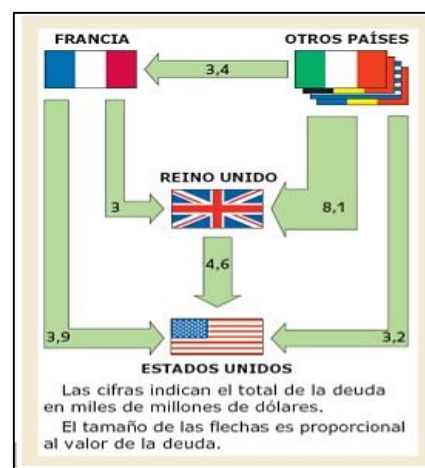 FRANCIA
OTROS PAÍSES
3,4
REINO UNIDO
3
8,1
4,6
3,9
3,2
ESTADOS UNIDOS
Las cifras indican el total de la deuda
en miles de millones de dólares.
El tamaño de las flechas es proporcional
al valor de la deuda.